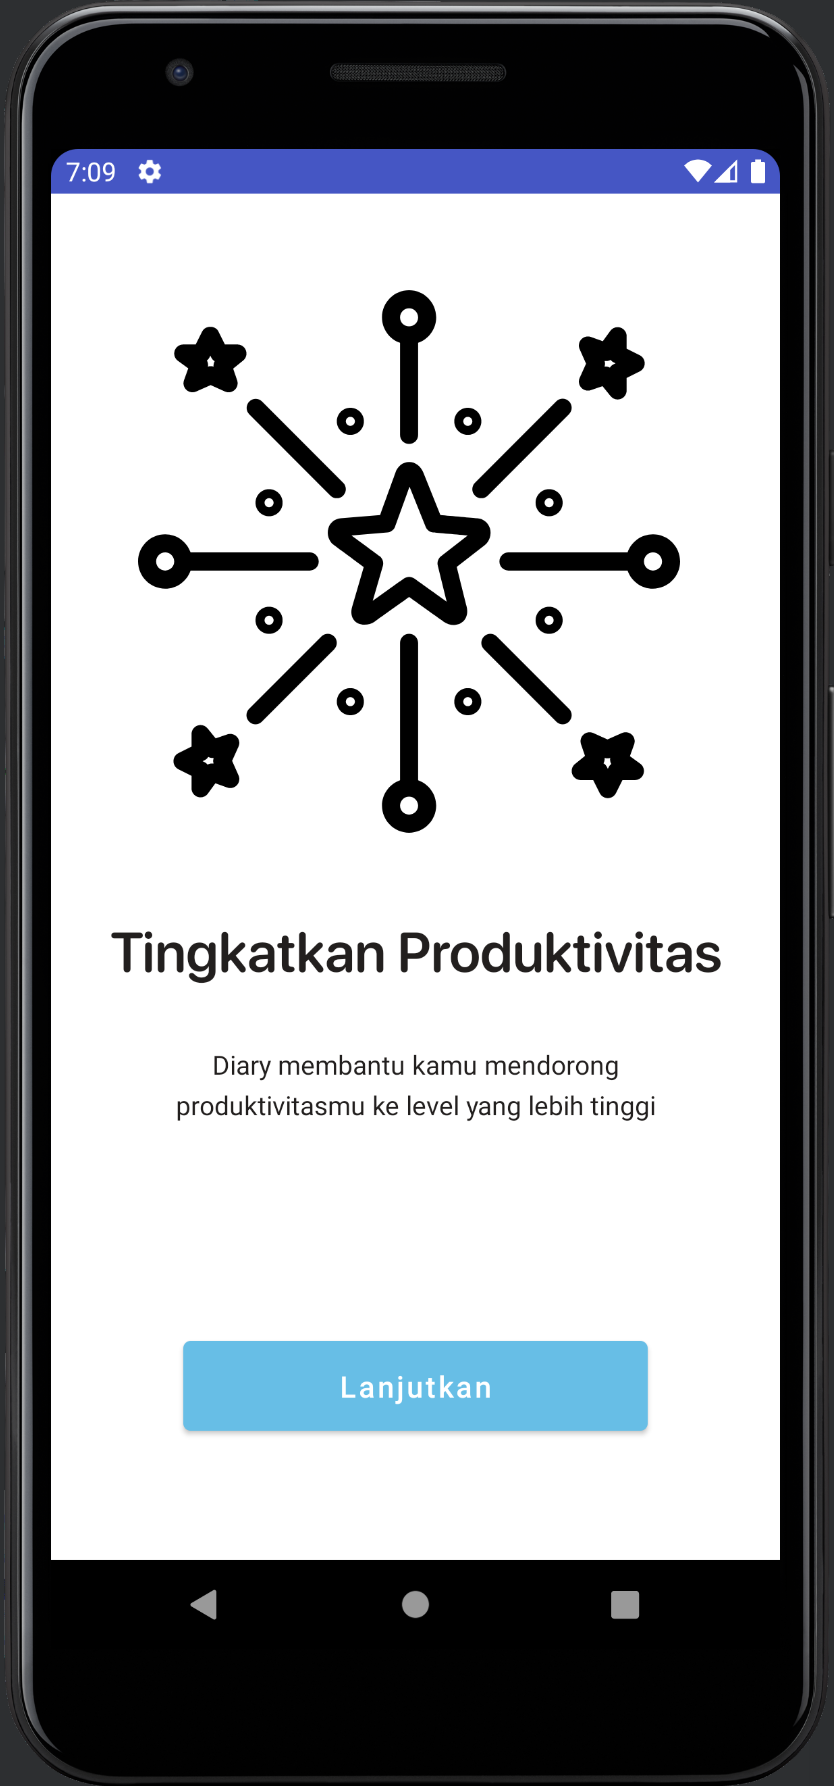 7:09
Tingkatkan Produktivitas
Diary membantu kamu mendorong
produktivitasmu ke level yang lebih tinggi
Lanjutkan